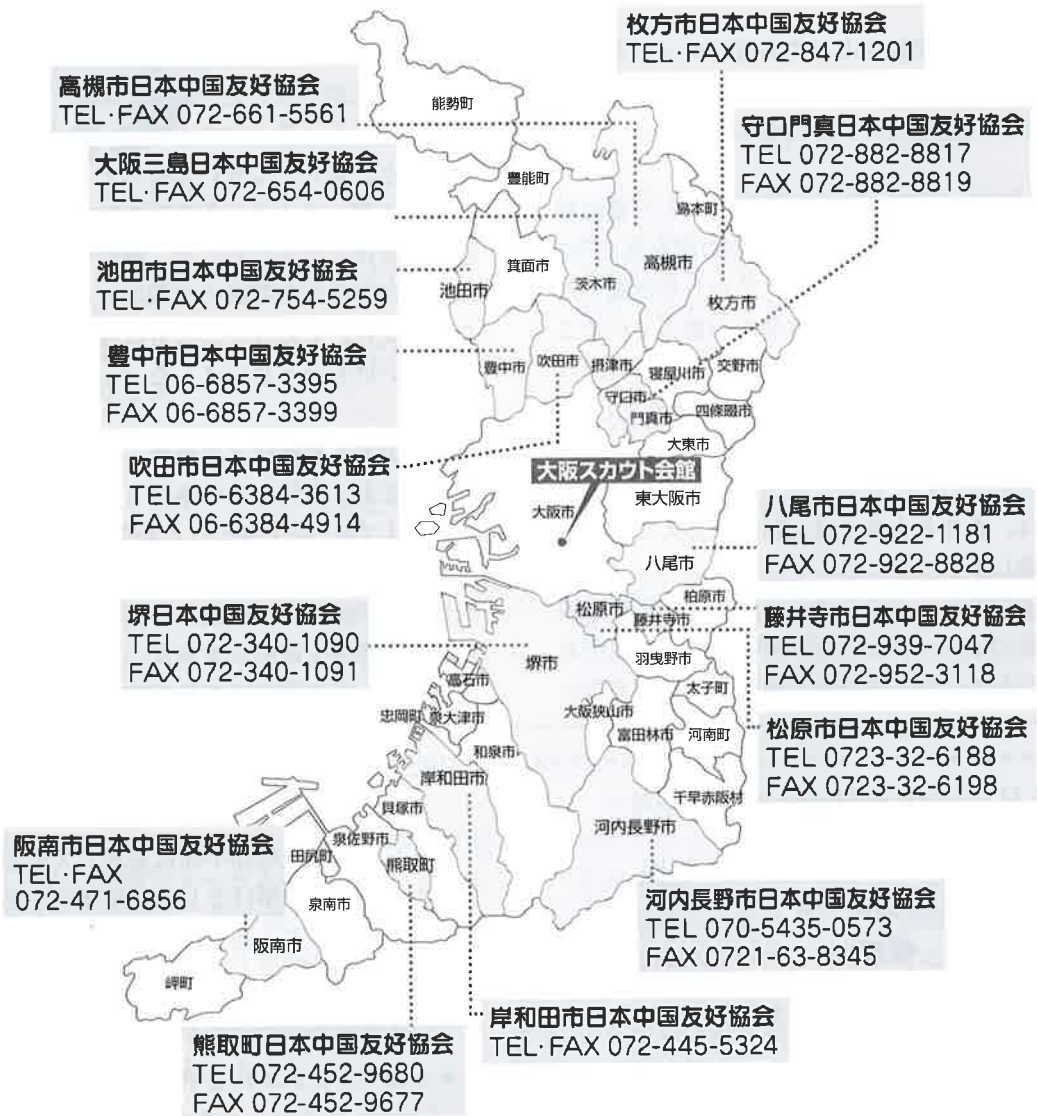 枚方市日本中国友好協会
TEL･FAX 072-847-1201
高槻市日本中国友好協会
TEL･FAX 072-661-5561
守口門真日本中国友好協会
TEL 072-882-8817
FAX 072-882-8819
大阪三島日本中国友好協会
TEL･FAX 072-654-0606
池田市日本中国友好協会
TEL･FAX 072-754-5259
豊中市日本中国友好協会
TEL 06-6857-3395
FAX 06-6857-3399
吹田市日本中国友好協会
TEL 06-6384-3613
FAX 06-6384-4914
八尾市日本中国友好協会
TEL 072-922-1181
FAX 072-922-8828
堺日本中国友好協会
TEL 072-340-1090
FAX 072-340-1091
藤井寺市日本中国友好協会
TEL 072-939-7047
FAX 072-952-3118
松原市日本中国友好協会
TEL 0723-32-6188
FAX 0723-32-6198
阪南市日本中国友好協会
TEL･FAX
072-471-6856
河内長野市日本中国友好協会
TEL 070-5435-0573
FAX 0721-63-8345
岸和田市日本中国友好協会
TEL･FAX 072-445-5324
熊取町日本中国友好協会
TEL 072-452-9680
FAX 072-452-9677
能勢町
豊能町
島本町
箕面市
高槻市
池田市
茨木市
枚方市
豊中市
吹田市
摂津市
寝屋川市
交野市
守口市
門真市
四條畷市
大東市
大阪スカウト会館
大阪市
東大阪市
八尾市
柏原市
松原市
藤井寺市
堺市
羽曳野市
高石市
太子町
忠岡町
泉大津市
大阪狭山市
富田林市
河南町
和泉市
岸和田市
千早赤阪村
貝塚市
河内長野市
泉佐野市
田尻町
熊取町
泉南市
阪南市
岬町